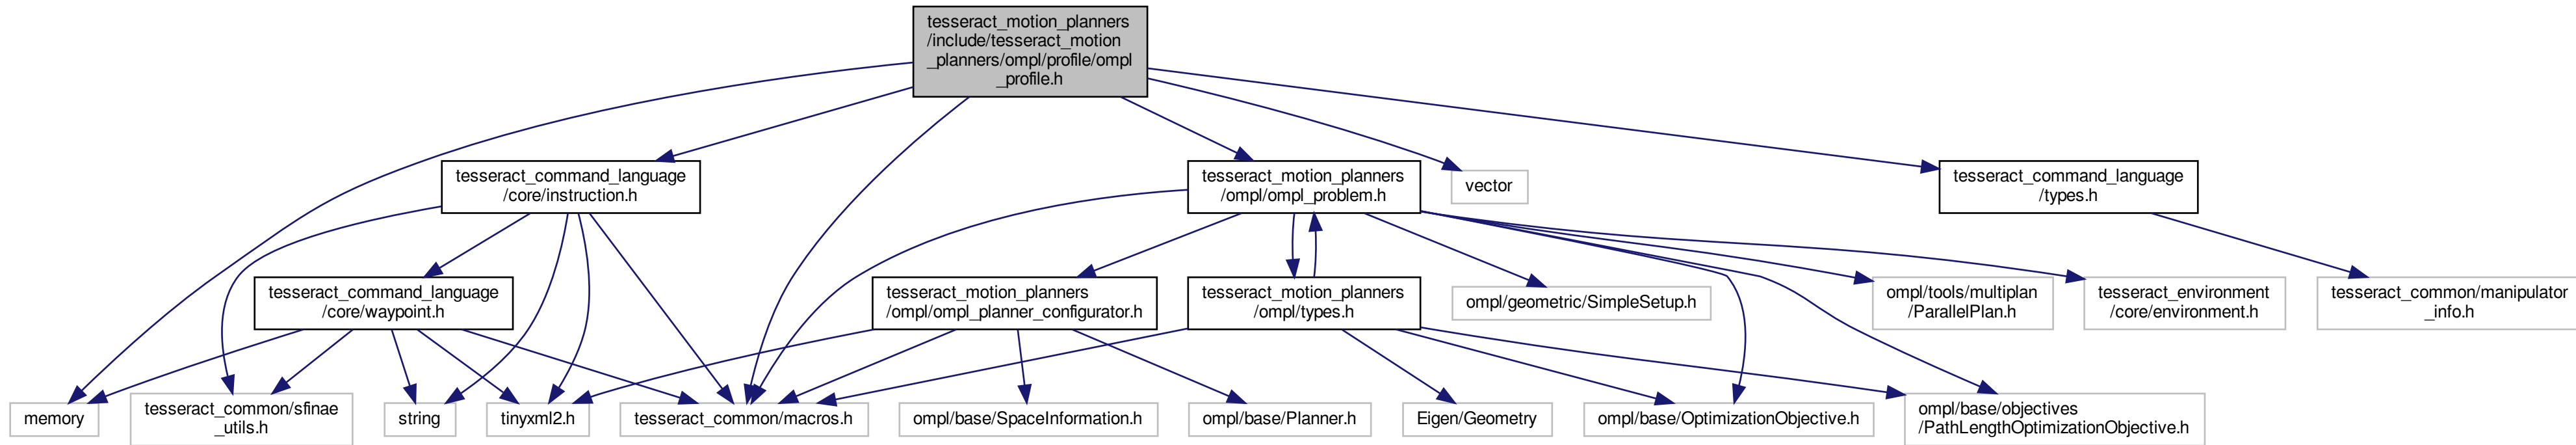 tesseract_motion_planners
/include/tesseract_motion
_planners/ompl/profile/ompl
_profile.h
tesseract_command_language
/core/instruction.h
tesseract_motion_planners
/ompl/ompl_problem.h
vector
tesseract_command_language
/types.h
tesseract_command_language
/core/waypoint.h
tesseract_motion_planners
/ompl/ompl_planner_configurator.h
tesseract_motion_planners
/ompl/types.h
ompl/geometric/SimpleSetup.h
ompl/tools/multiplan
/ParallelPlan.h
tesseract_environment
/core/environment.h
tesseract_common/manipulator
_info.h
memory
tesseract_common/sfinae
_utils.h
string
tinyxml2.h
tesseract_common/macros.h
ompl/base/SpaceInformation.h
ompl/base/Planner.h
Eigen/Geometry
ompl/base/OptimizationObjective.h
ompl/base/objectives
/PathLengthOptimizationObjective.h